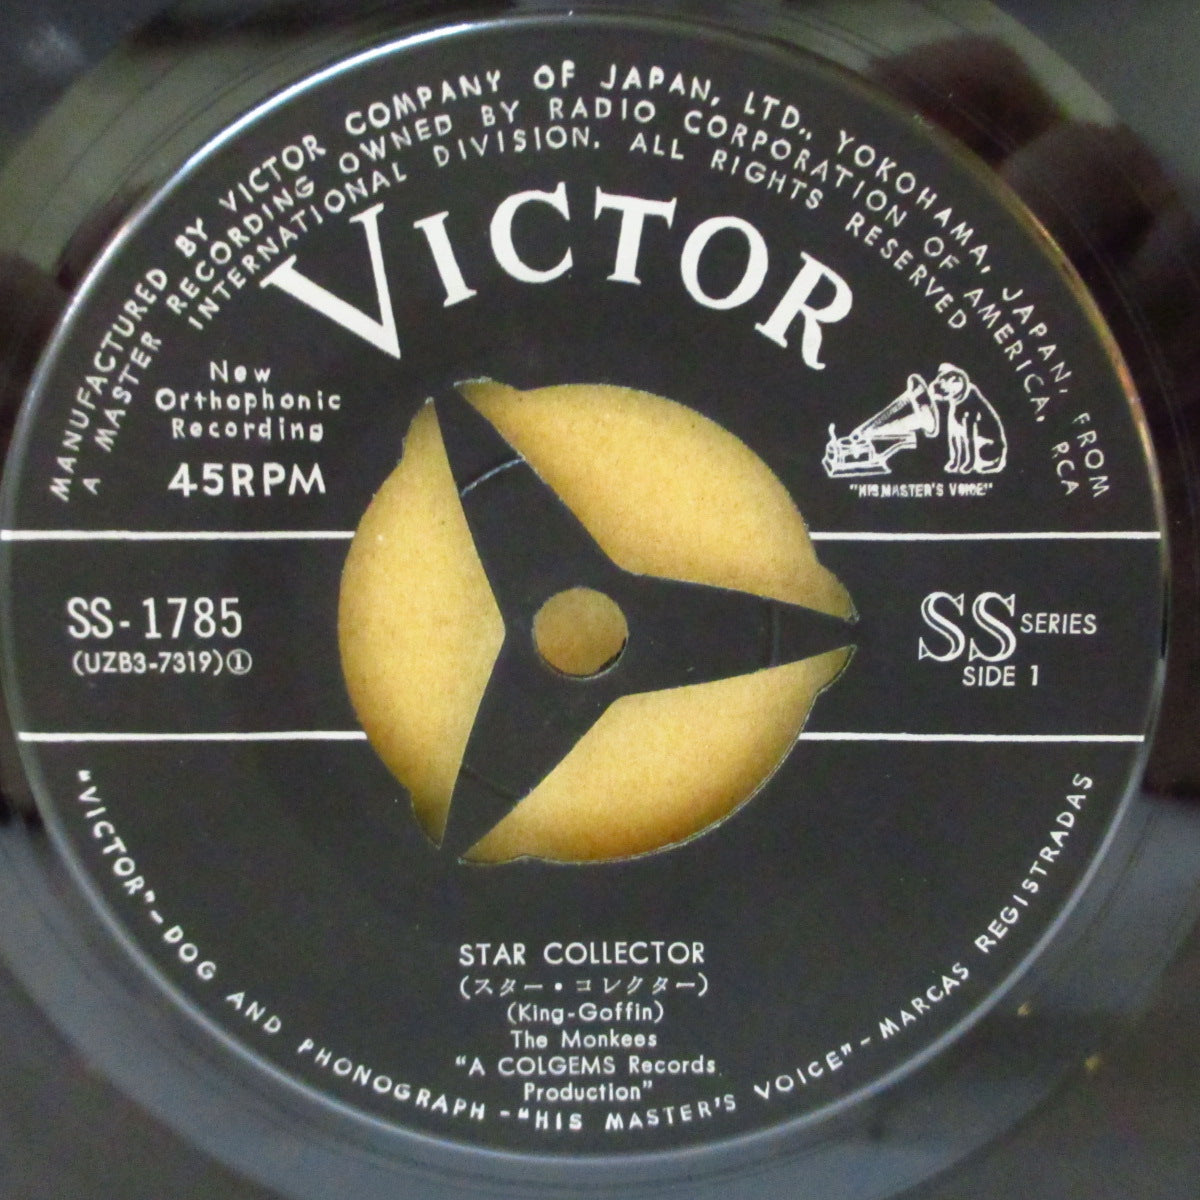 MANUFACTURED BY VICTOR COMPANY OF JAPAN, LTD., YOKOHAMA, JAPAN, FROM
A MASTER RECORDING OWNED BY RADIO CORPORATION OF AMERICA, RCA
INTERNATIONAL DIVISION. ALL RIGHTS RESERVED
VICTOR
New
Orthophonic
Recording
45RPM
"HIS MASTER'S VOICE"
SS-1785
(UZB3-7319)①
SS SERIES
SIDE 1
STAR COLLECTOR
(スター・コレクター)
(King-Goffin)
The Monkees
"A COLGEMS Records
Production"
"VICTOR"-DOG AND PHONOGRAPH-"HIS MASTER'S VOICE"-MARCAS REGISTRADAS